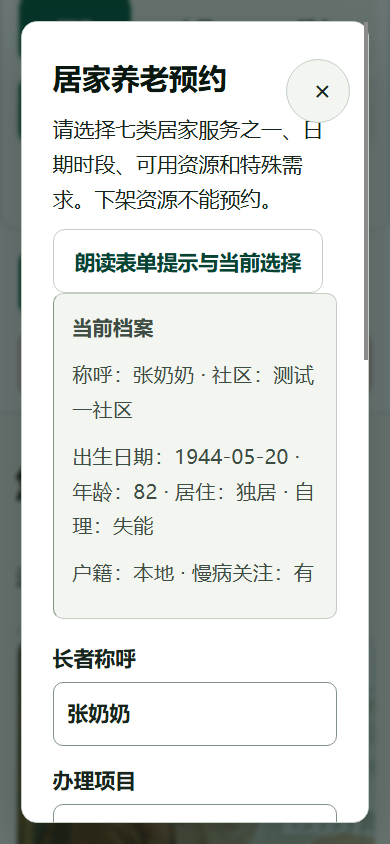 居家养老预约
×
请选择七类居家服务之一、日
期时段、可用资源和特殊需
求。下架资源不能预约。
朗读表单提示与当前选择
当前档案
称呼：张奶奶 · 社区：测试
一社区
出生日期：1944-05-20 ·
年龄：82 · 居住：独居 · 自
理：失能
户籍：本地 · 慢病关注：有
长者称呼
张奶奶
办理项目